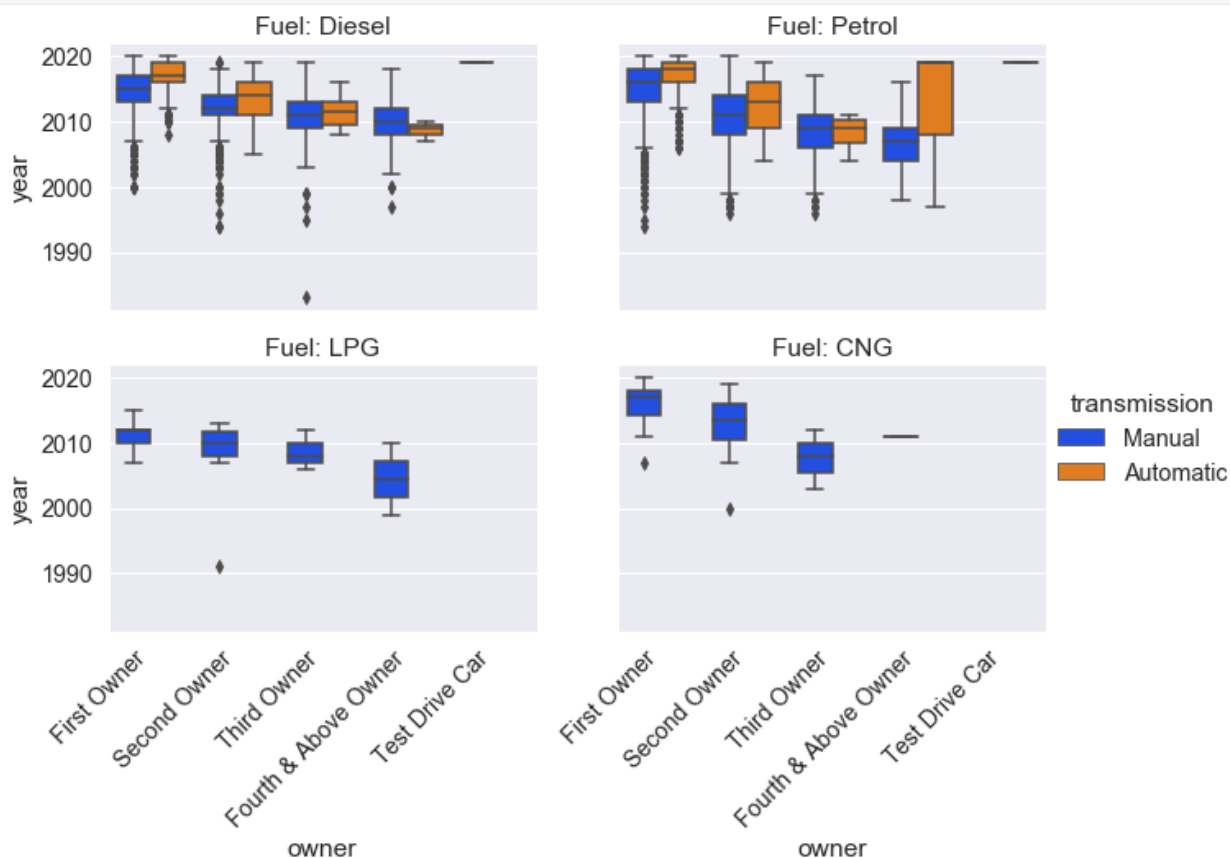 Fuel: Diesel
Fuel: Petrol
2020
2010
2000
1990
year
Fuel: LPG
Fuel: CNG
2020
2010
2000
1990
year
transmission
Manual
Automatic
First Owner
Second Owner
Third Owner
Fourth & Above Owner
Test Drive Car
First Owner
Second Owner
Third Owner
Fourth & Above Owner
Test Drive Car
owner
owner